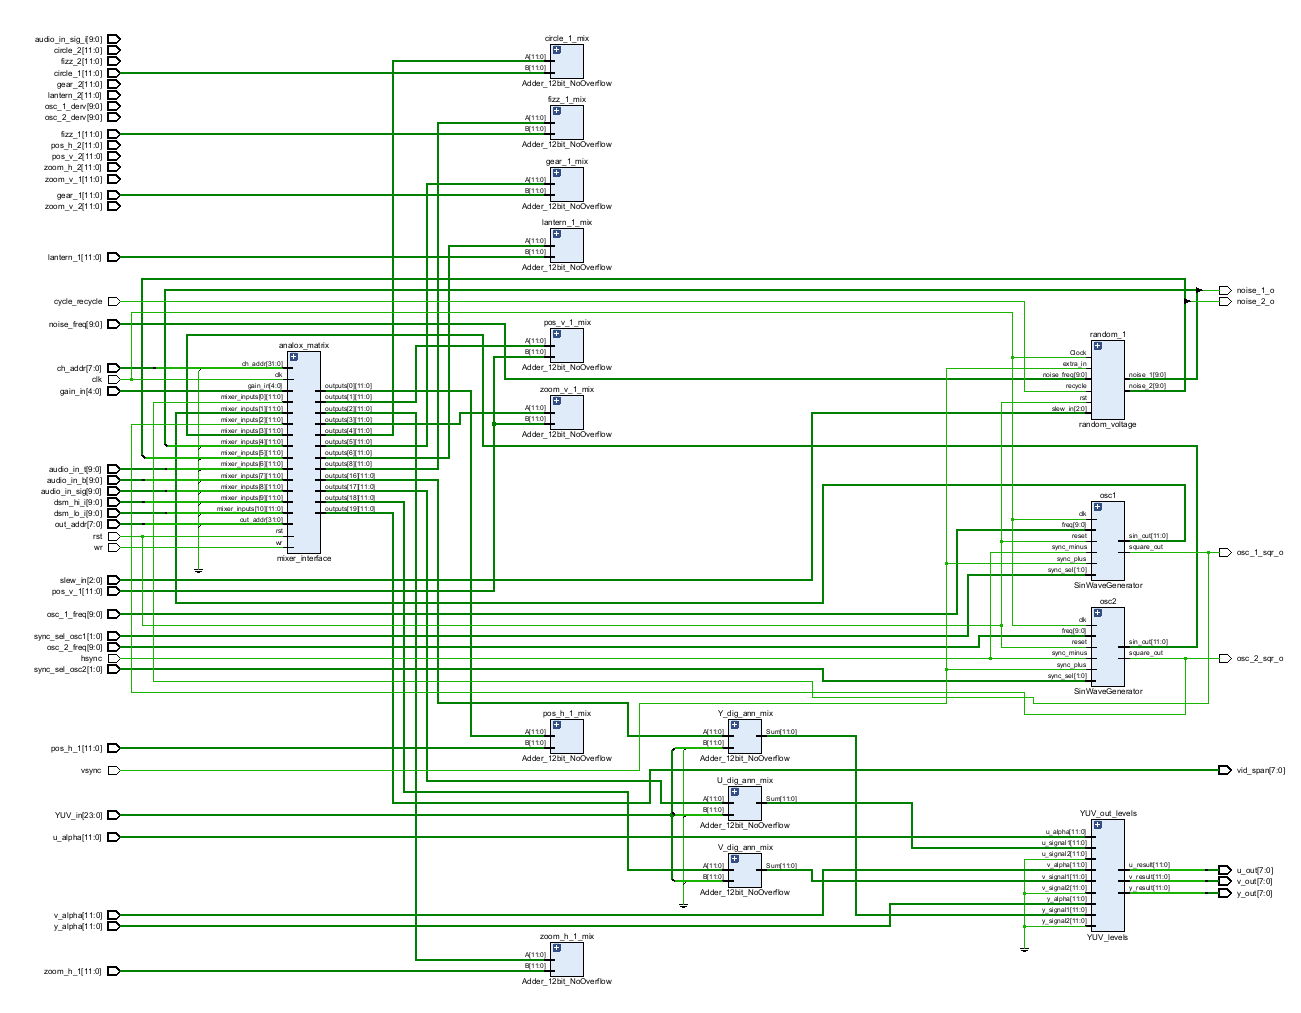 audio_in_sig_i[9:0]
circle_2[11:0]
fizz_2[11:0]
circle_1[11:0]
gear_2[11:0]
lantern_2[11:0]
osc_1_derv[9:0]
osc_2_derv[9:0]
fizz_1[11:0]
pos_h_2[11:0]
pos_v_2[11:0]
zoom_h_2[11:0]
zoom_v_1[11:0]
gear_1[11:0]
zoom_v_2[11:0]
lantern_1[11:0]
cycle_recycle
noise_freq[9:0]
ch_addr[7:0]
clk
gain_in[4:0]
audio_in_t[9:0]
audio_in_b[9:0]
audio_in_sig[9:0]
dsm_hi_i[9:0]
dsm_lo_i[9:0]
out_addr[7:0]
rst
wr
slew_in[2:0]
pos_v_1[11:0]
osc_1_freq[9:0]
sync_sel_osc1[1:0]
osc_2_freq[9:0]
hsync
sync_sel_osc2[1:0]
pos_h_1[11:0]
vsync
YUV_in[23:0]
u_alpha[11:0]
v_alpha[11:0]
y_alpha[11:0]
zoom_h_1[11:0]
analox_matrix
ch_addr[31:0]
clk
gain_in[4:0]
mixer_inputs[0][11:0]
mixer_inputs[1][11:0]
mixer_inputs[2][11:0]
mixer_inputs[3][11:0]
mixer_inputs[4][11:0]
mixer_inputs[5][11:0]
mixer_inputs[6][11:0]
mixer_inputs[7][11:0]
mixer_inputs[8][11:0]
mixer_inputs[9][11:0]
mixer_inputs[10][11:0]
out_addr[31:0]
rst
wr
outputs[0][11:0]
outputs[1][11:0]
outputs[2][11:0]
outputs[3][11:0]
outputs[4][11:0]
outputs[5][11:0]
outputs[6][11:0]
outputs[8][11:0]
outputs[16][11:0]
outputs[17][11:0]
outputs[18][11:0]
outputs[19][11:0]
mixer_interface
circle_1_mix
A[11:0]
B[11:0]
Adder_12bit_NoOverflow
fizz_1_mix
A[11:0]
B[11:0]
Adder_12bit_NoOverflow
gear_1_mix
A[11:0]
B[11:0]
Adder_12bit_NoOverflow
lantern_1_mix
A[11:0]
B[11:0]
Adder_12bit_NoOverflow
pos_v_1_mix
A[11:0]
B[11:0]
Adder_12bit_NoOverflow
zoom_v_1_mix
A[11:0]
B[11:0]
Adder_12bit_NoOverflow
pos_h_1_mix
A[11:0]
B[11:0]
Adder_12bit_NoOverflow
zoom_h_1_mix
A[11:0]
B[11:0]
Adder_12bit_NoOverflow
Y_dig_ann_mix
A[11:0]
B[11:0]
Sum[11:0]
Adder_12bit_NoOverflow
U_dig_ann_mix
A[11:0]
B[11:0]
Sum[11:0]
Adder_12bit_NoOverflow
V_dig_ann_mix
A[11:0]
B[11:0]
Sum[11:0]
Adder_12bit_NoOverflow
random_1
Clock
extra_in
noise_freq[9:0]
recycle
rst
slew_in[2:0]
noise_1[9:0]
noise_2[9:0]
random_voltage
osc1
clk
freq[9:0]
reset
sync_minus
sync_plus
sync_sel[1:0]
sin_out[11:0]
square_out
SinWaveGenerator
osc2
clk
freq[9:0]
reset
sync_minus
sync_plus
sync_sel[1:0]
sin_out[11:0]
square_out
SinWaveGenerator
YUV_out_levels
u_alpha[11:0]
u_signal1[11:0]
u_signal2[11:0]
v_alpha[11:0]
v_signal1[11:0]
v_signal2[11:0]
y_alpha[11:0]
y_signal1[11:0]
y_signal2[11:0]
u_result[11:0]
v_result[11:0]
y_result[11:0]
YUV_levels
noise_1_o
noise_2_o
osc_1_sqr_o
osc_2_sqr_o
vid_span[7:0]
u_out[7:0]
v_out[7:0]
y_out[7:0]